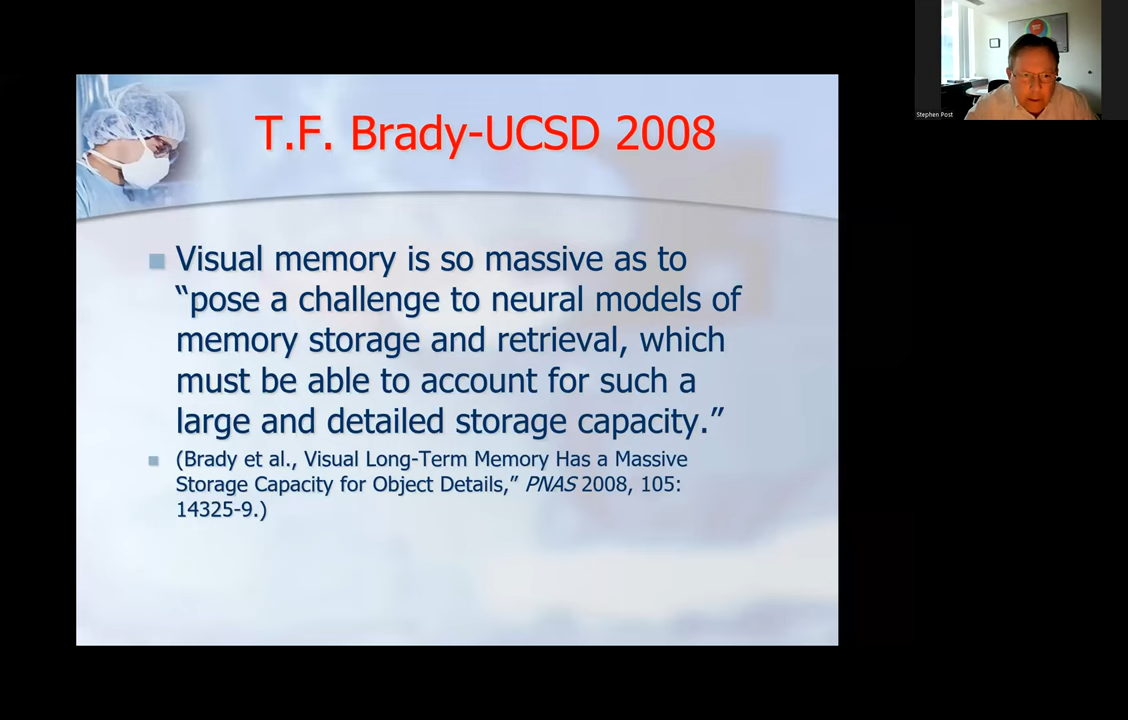 Stephen Post
T.F. Brady-UCSD 2008
Visual memory is so massive as to
“pose a challenge to neural models of
memory storage and retrieval, which
must be able to account for such a
large and detailed storage capacity.”
(Brady et al., Visual Long-Term Memory Has a Massive
Storage Capacity for Object Details,” PNAS 2008, 105:
14325-9.)